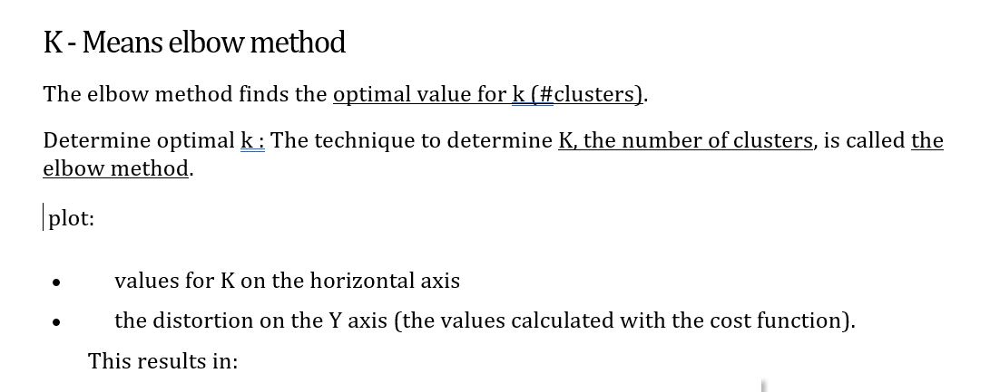 K - Means elbow method
The elbow method finds the optimal value for k (#clusters).
Determine optimal k : The technique to determine K, the number of clusters, is called the
elbow method.
plot:
• values for K on the horizontal axis
• the distortion on the Y axis (the values calculated with the cost function).
This results in: